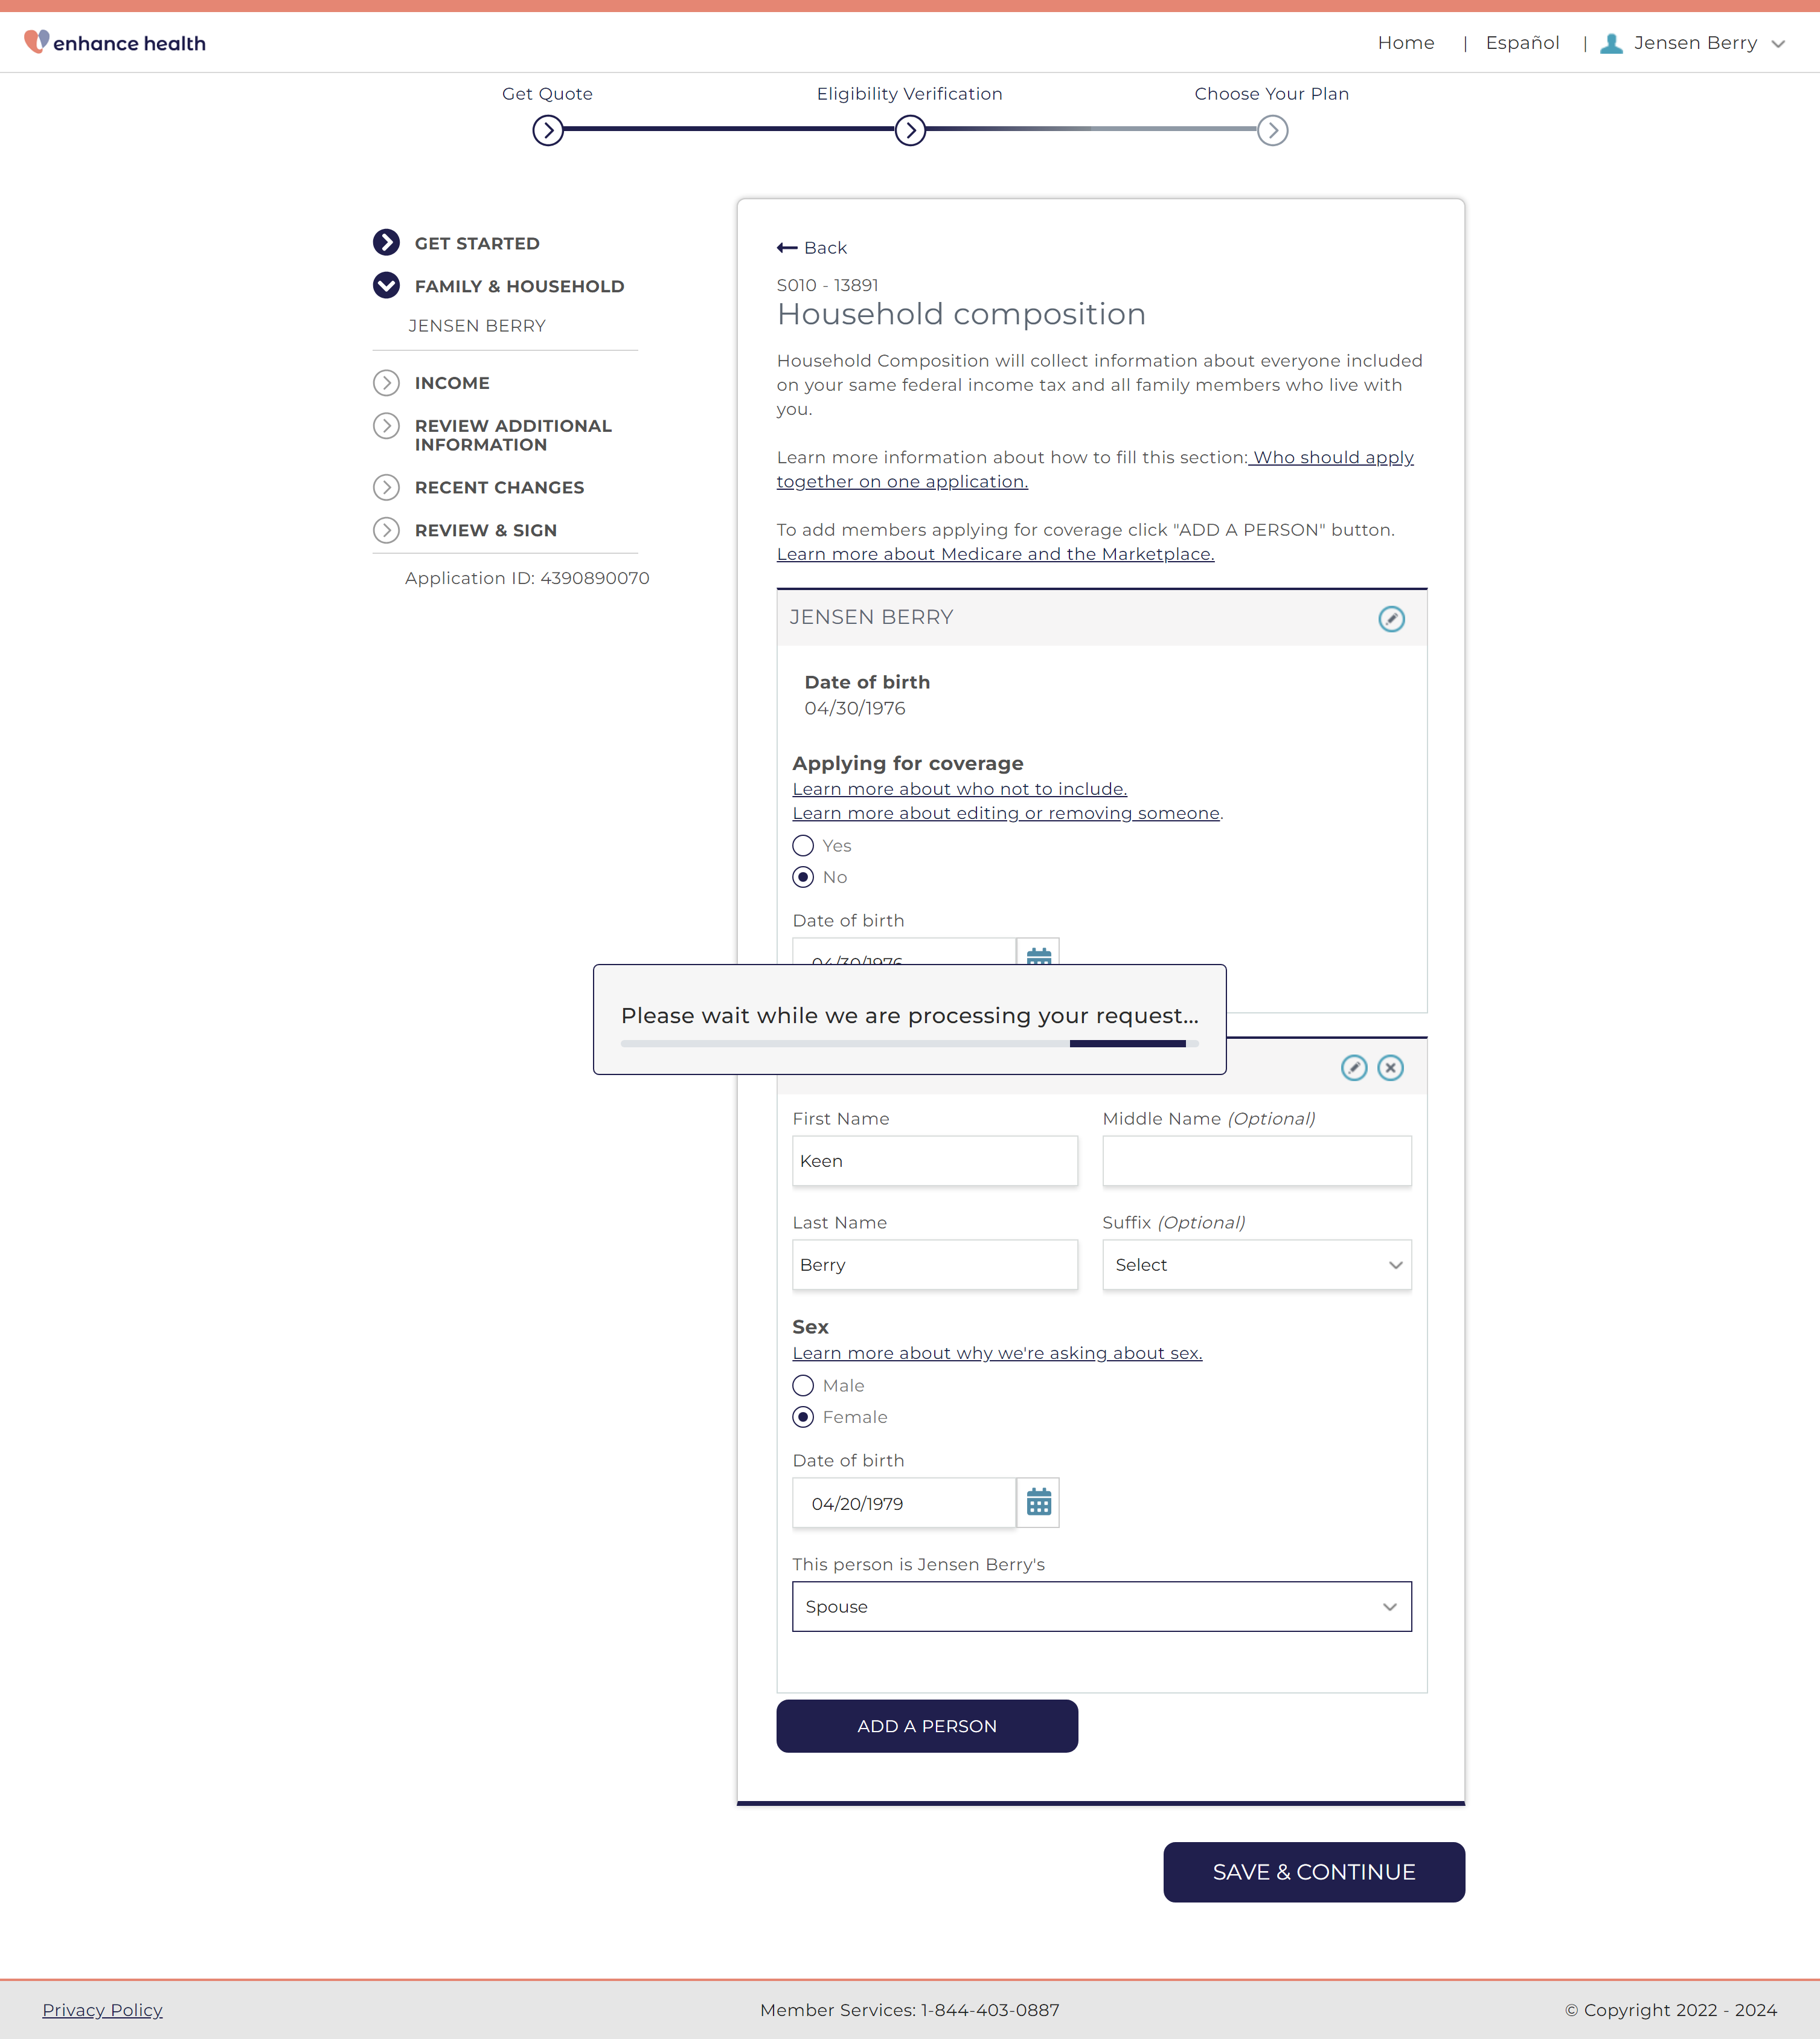 enhance health
Home | Español | Jensen Berry
Get Quote
Eligibility Verification
Choose Your Plan
GET STARTED
FAMILY & HOUSEHOLD
JENSEN BERRY
INCOME
REVIEW ADDITIONAL
INFORMATION
RECENT CHANGES
REVIEW & SIGN
Application ID: 4390890070
Back
S010 - 13891
Household composition
Household Composition will collect information about everyone included
on your same federal income tax and all family members who live with
you.
Learn more information about how to fill this section: Who should apply
together on one application.
To add members applying for coverage click "ADD A PERSON" button.
Learn more about Medicare and the Marketplace.
JENSEN BERRY
Date of birth
04/30/1976
Applying for coverage
Learn more about who not to include.
Learn more about editing or removing someone.
Yes
No
Date of birth
04/30/1976
Please wait while we are processing your request...
First Name
Middle Name (Optional)
Keen
Last Name
Suffix (Optional)
Berry
Select
Sex
Learn more about why we're asking about sex.
Male
Female
Date of birth
04/20/1979
This person is Jensen Berry's
Spouse
ADD A PERSON
SAVE & CONTINUE
Privacy Policy
Member Services: 1-844-403-0887
© Copyright 2022 - 2024